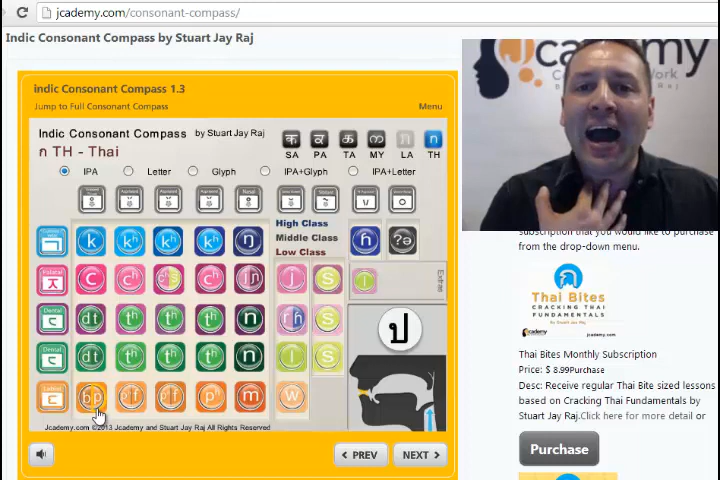 jcademy.com/consonant-compass/
Indic Consonant Compass by Stuart Jay Raj
indic Consonant Compass 1.3
Jump to Full Consonant Compass
Menu
Indic Consonant Compass by Stuart Jay Raj
ก TH - Thai
SA PA TA MY LA TH
IPA Letter Glyph IPA+Glyph IPA+Letter
High Class
Middle Class
Low Class
k kʰ kʰ kʰ ŋ ɦ ʔə
c cʰ cʰ j s l
Extras
dt tʰ tʰ tʰ n s
dt tʰ tʰ tʰ n l s
bp pʰ m w
ป
Jcademy.com ©2013 Jcademy and Stuart Jay Raj All Rights Reserved
PREV NEXT
Jcademy
subscription that you would like to purchase
from the drop-down menu.
Thai Bites
CRACKING THAI
FUNDAMENTALS
Jcademy
Thai Bites Monthly Subscription
Price: $ 8.99Purchase
Desc: Receive regular Thai Bite sized lessons
based on Cracking Thai Fundamentals by
Stuart Jay Raj.Click here for more detail or
Purchase